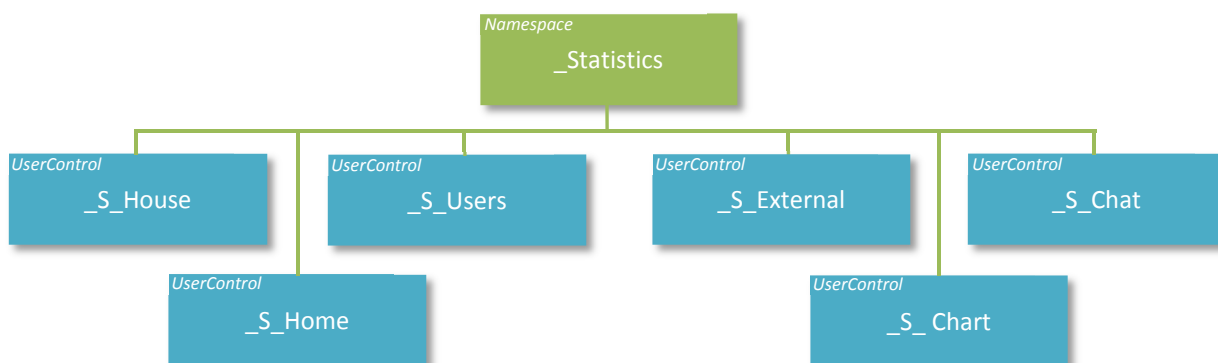 Namespace
_Statistics
UserControl
_S_House
UserControl
_S_Users
UserControl
_S_External
UserControl
_S_Chat
UserControl
_S_Home
UserControl
_S_ Chart